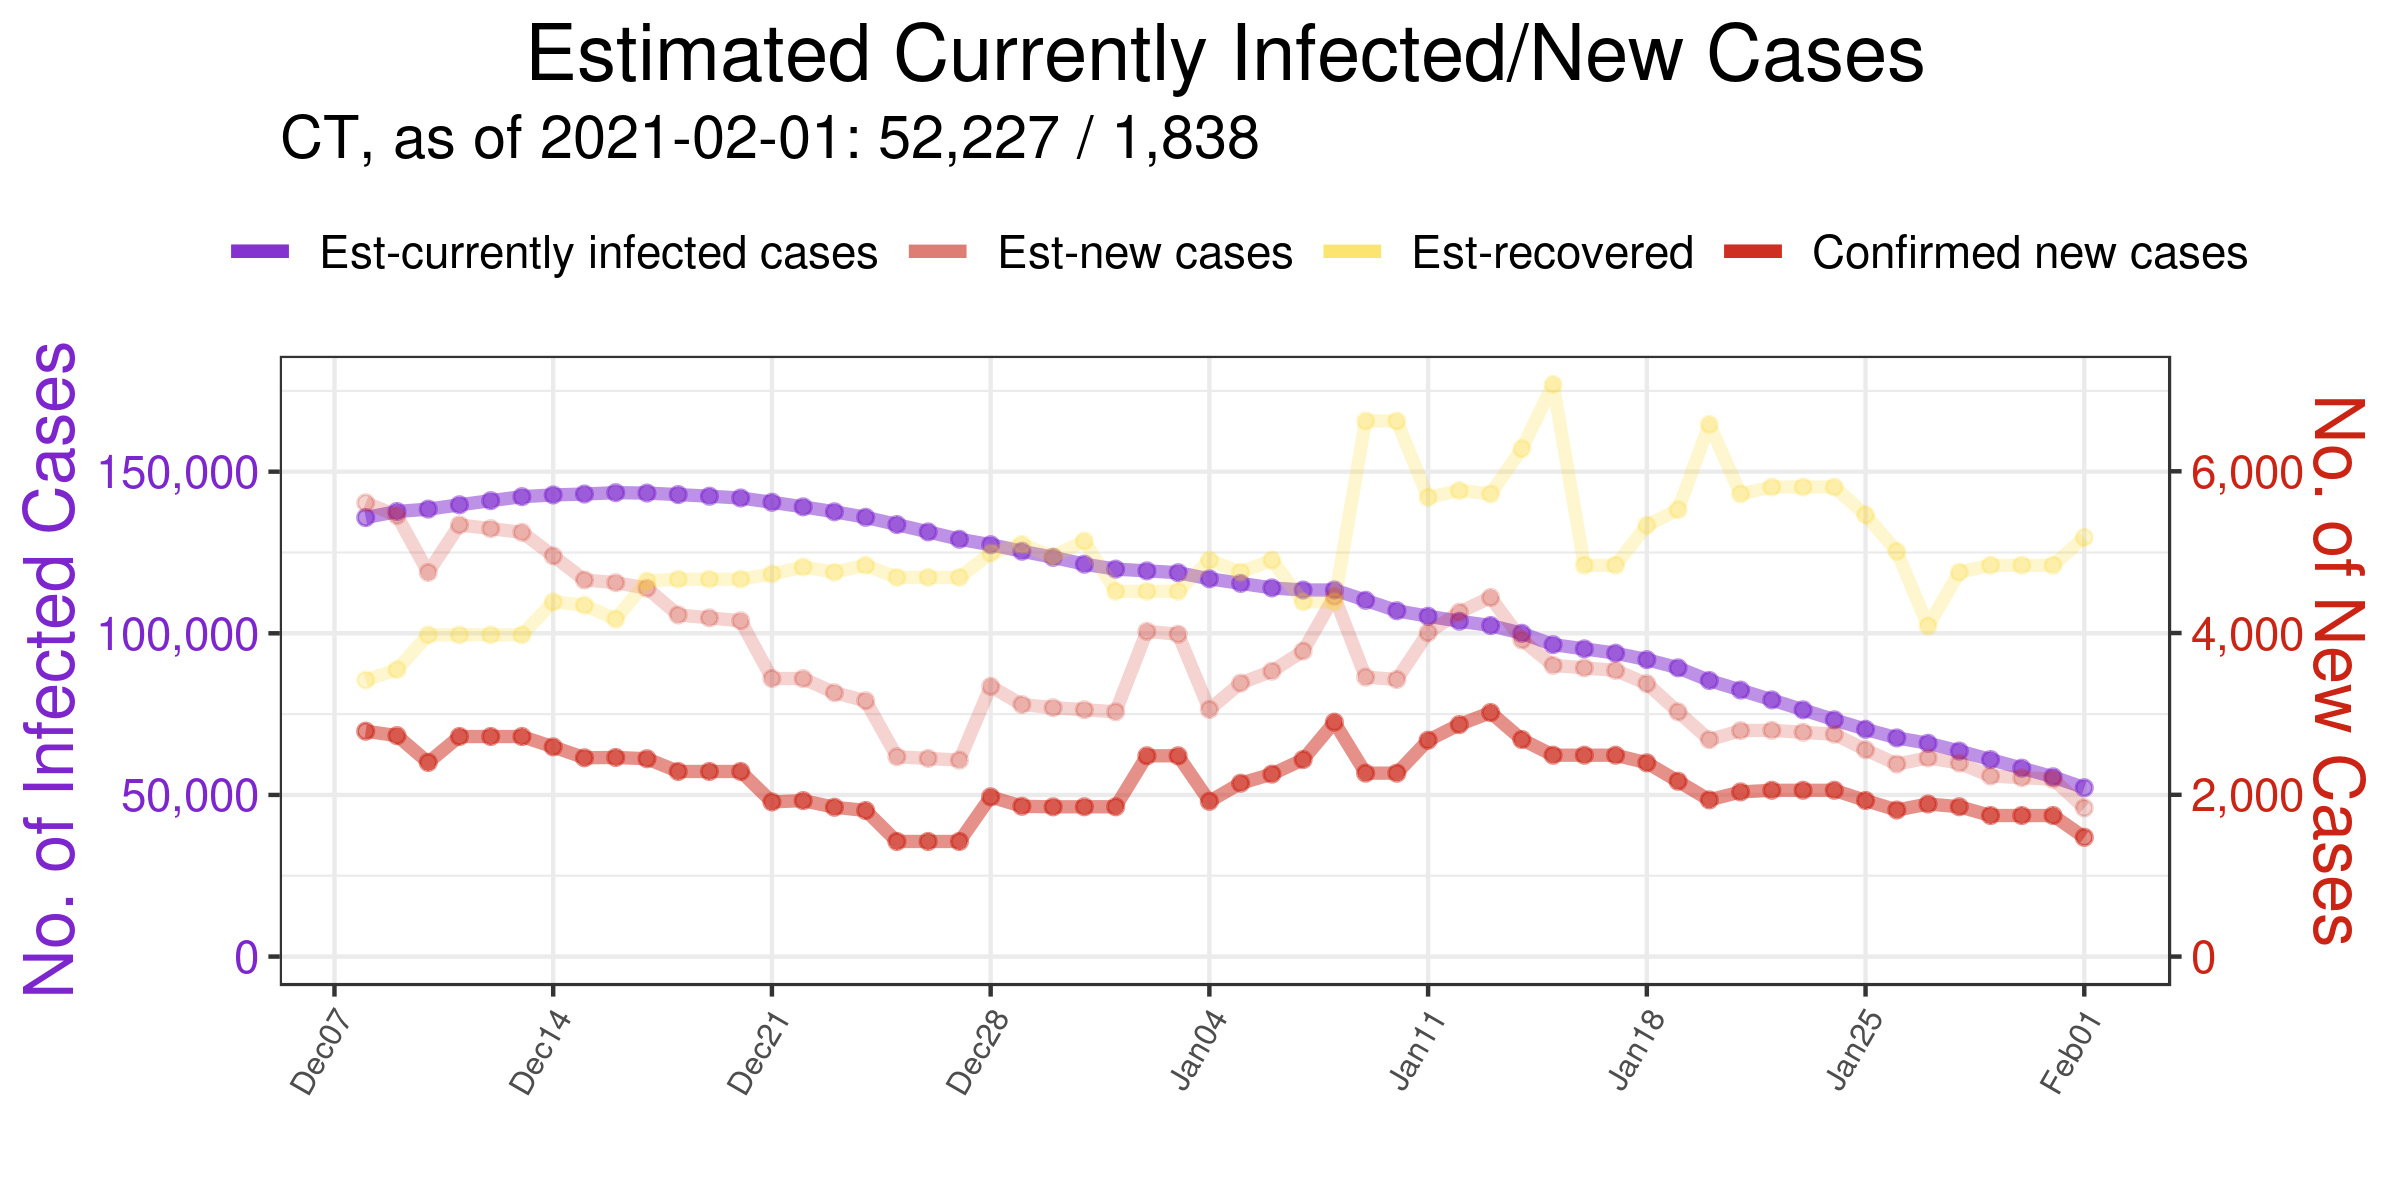 Estimated Currently Infected/New Cases
CT, as of 2021-02-01: 52,227 / 1,838
Est-currently infected cases Est-new cases Est-recovered Confirmed new cases
No. of Infected Cases
150,000
100,000
50,000
0
6,000
4,000
2,000
0
No. of New Cases
Dec07 Dec14 Dec21 Dec28 Jan04 Jan11 Jan18 Jan25 Feb01